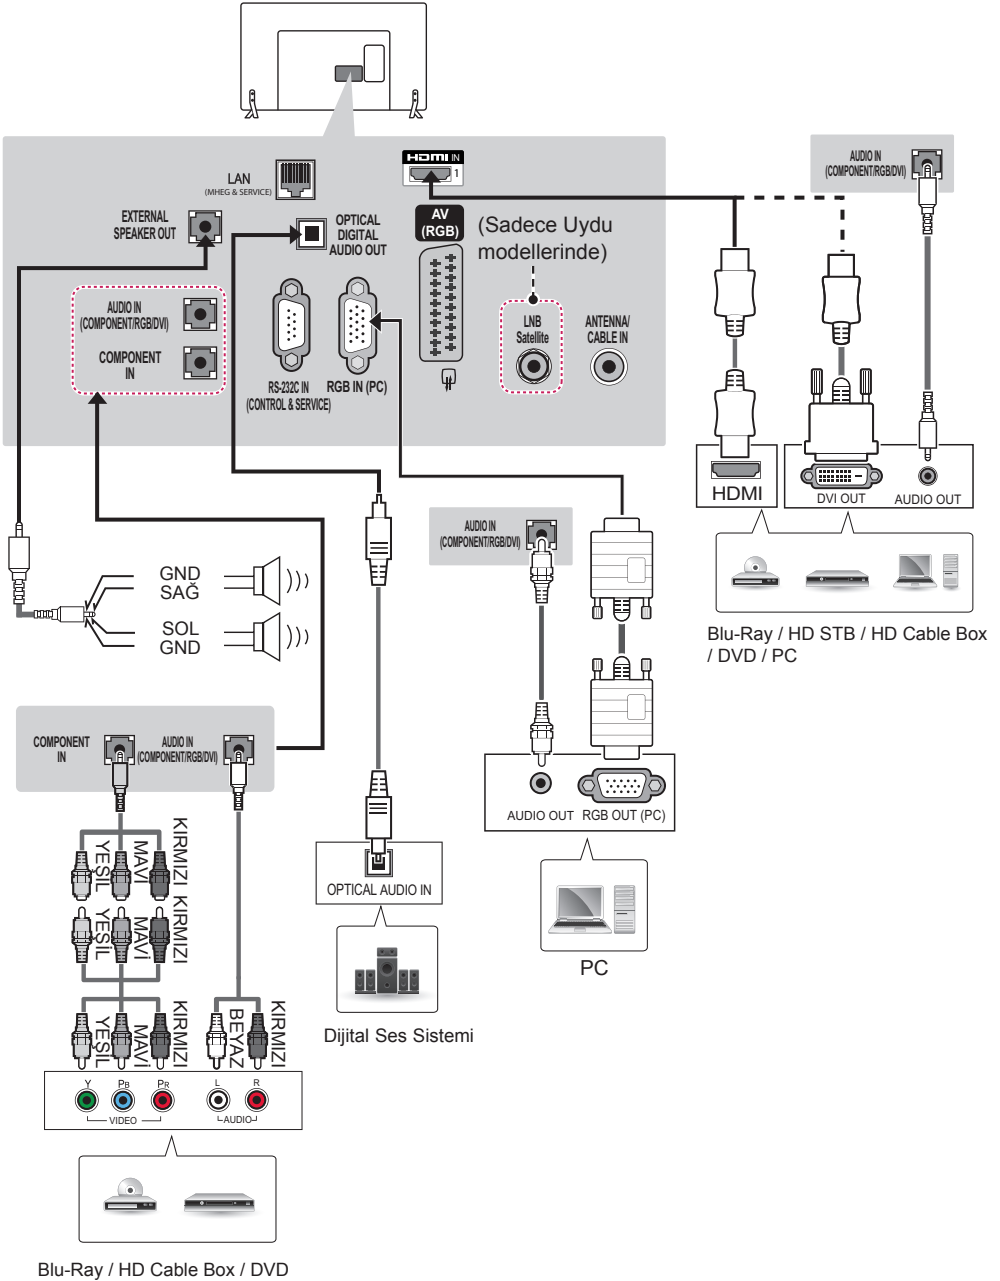 LAN
(MHEG & SERVICE)
HDMI IN
1
EXTERNAL
SPEAKER OUT
OPTICAL
DIGITAL
AUDIO OUT
AV
(RGB)
(Sadece Uydu
modellerinde)
AUDIO IN
(COMPONENT/RGB/DVI)
COMPONENT
IN
RS-232C IN
(CONTROL & SERVICE)
RGB IN (PC)
LNB
Satellite
ANTENNA/
CABLE IN
AUDIO IN
(COMPONENT/RGB/DVI)
HDMI
DVI OUT
AUDIO OUT
Blu-Ray / HD STB / HD Cable Box
/ DVD / PC
GND
SAĞ
SOL
GND
AUDIO IN
(COMPONENT/RGB/DVI)
AUDIO OUT
RGB OUT (PC)
PC
OPTICAL AUDIO IN
Dijital Ses Sistemi
COMPONENT
IN
AUDIO IN
(COMPONENT/RGB/DVI)
YEŞİL
MAVİ
KIRMIZI
YEŞİL
MAVİ
KIRMIZI
YEŞİL
MAVİ
KIRMIZI
BEYAZ
KIRMIZI
Y
PB
PR
L
R
VIDEO
AUDIO
Blu-Ray / HD Cable Box / DVD